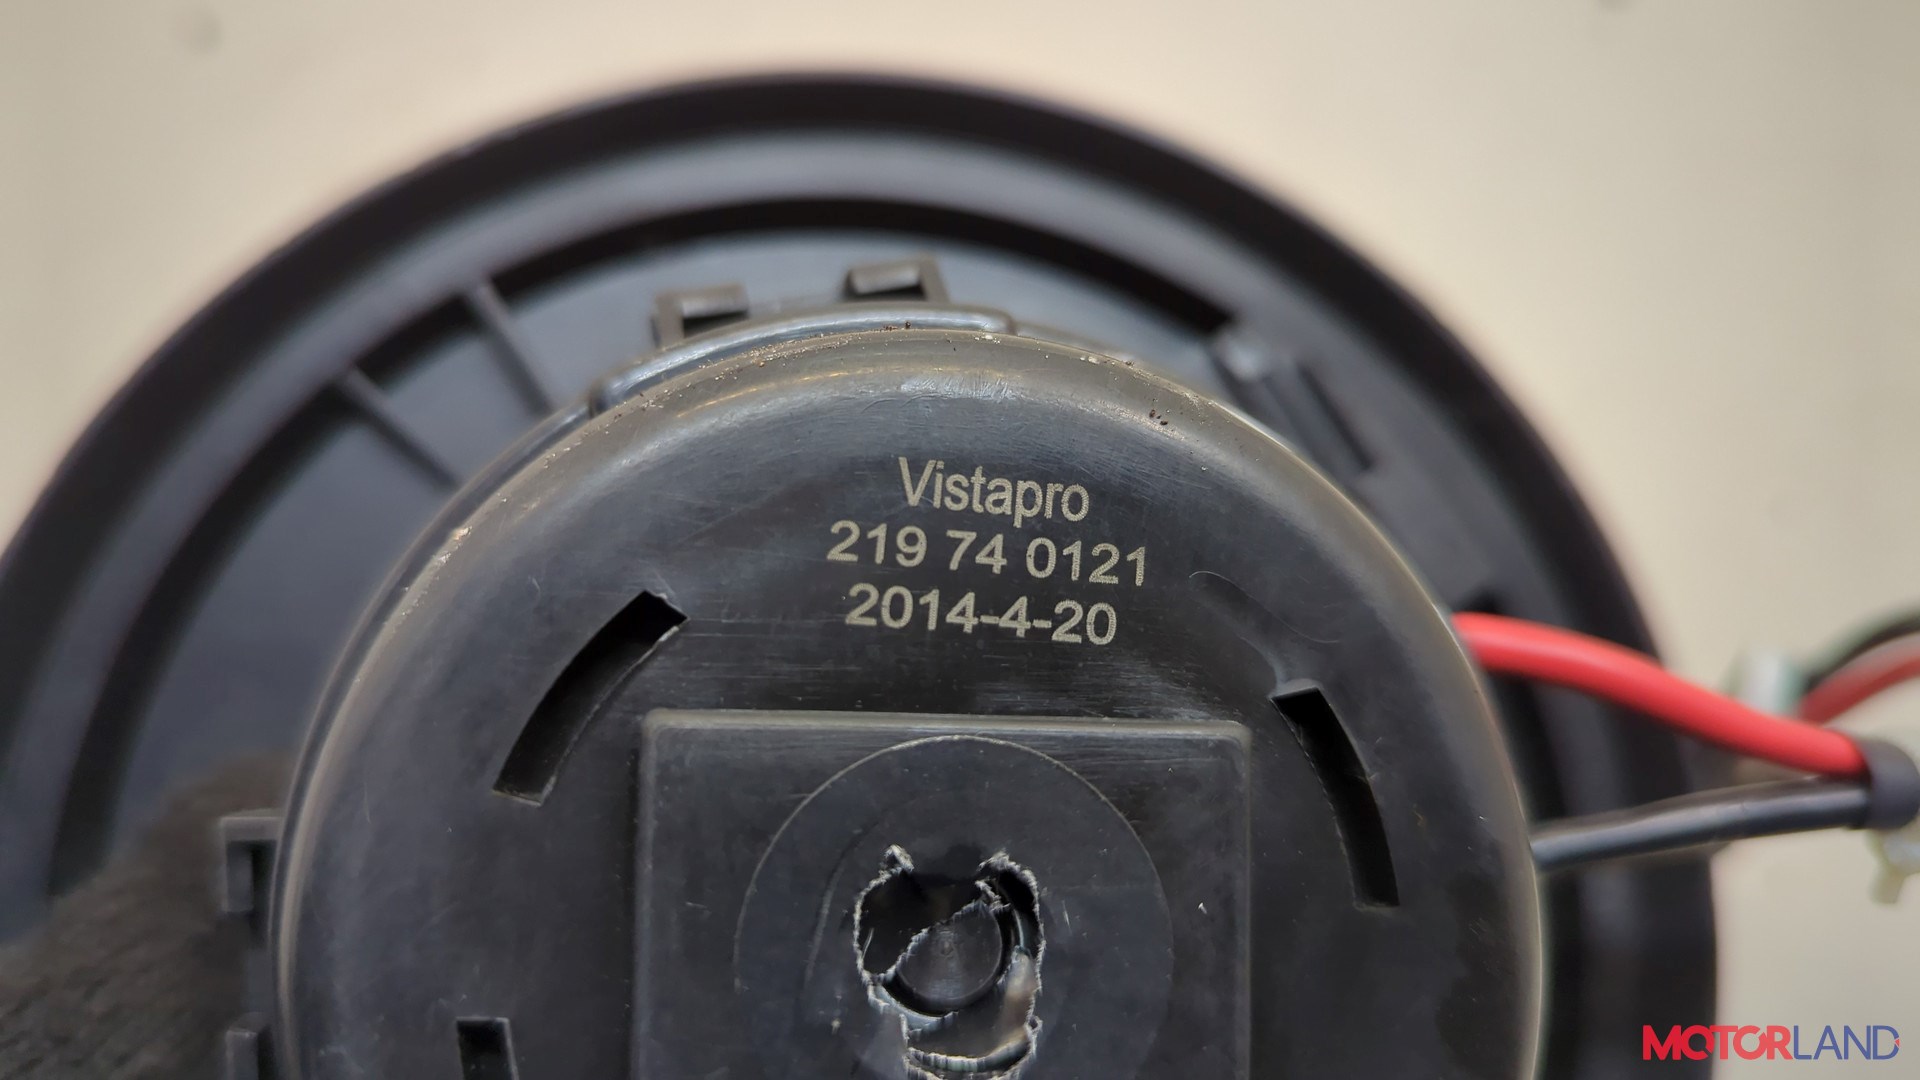 Vistapro
219 74 0121
2014-4-20
MOTORLAND